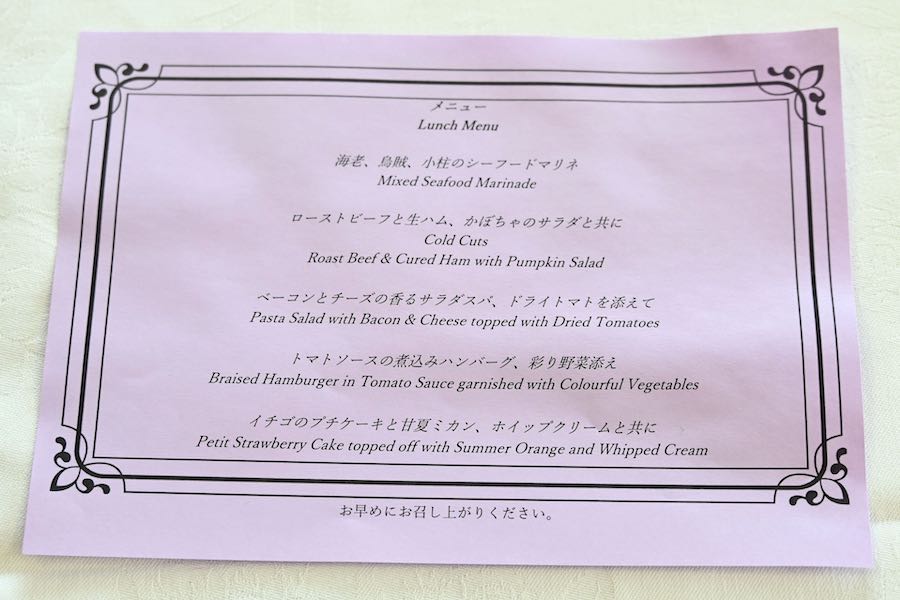 メニュー
Lunch Menu
海老、烏賊、小柱のシーフードマリネ
Mixed Seafood Marinade
ローストビーフと生ハム、かぼちゃのサラダと共に
Cold Cuts
Roast Beef & Cured Ham with Pumpkin Salad
ベーコンとチーズの香るサラダスパ、ドライトマトを添えて
Pasta Salad with Bacon & Cheese topped with Dried Tomatoes
トマトソースの煮込みハンバーグ、彩り野菜添え
Braised Hamburger in Tomato Sauce garnished with Colourful Vegetables
イチゴのプチケーキと甘夏ミカン、ホイップクリームと共に
Petit Strawberry Cake topped off with Summer Orange and Whipped Cream
お早めにお召し上がりください。